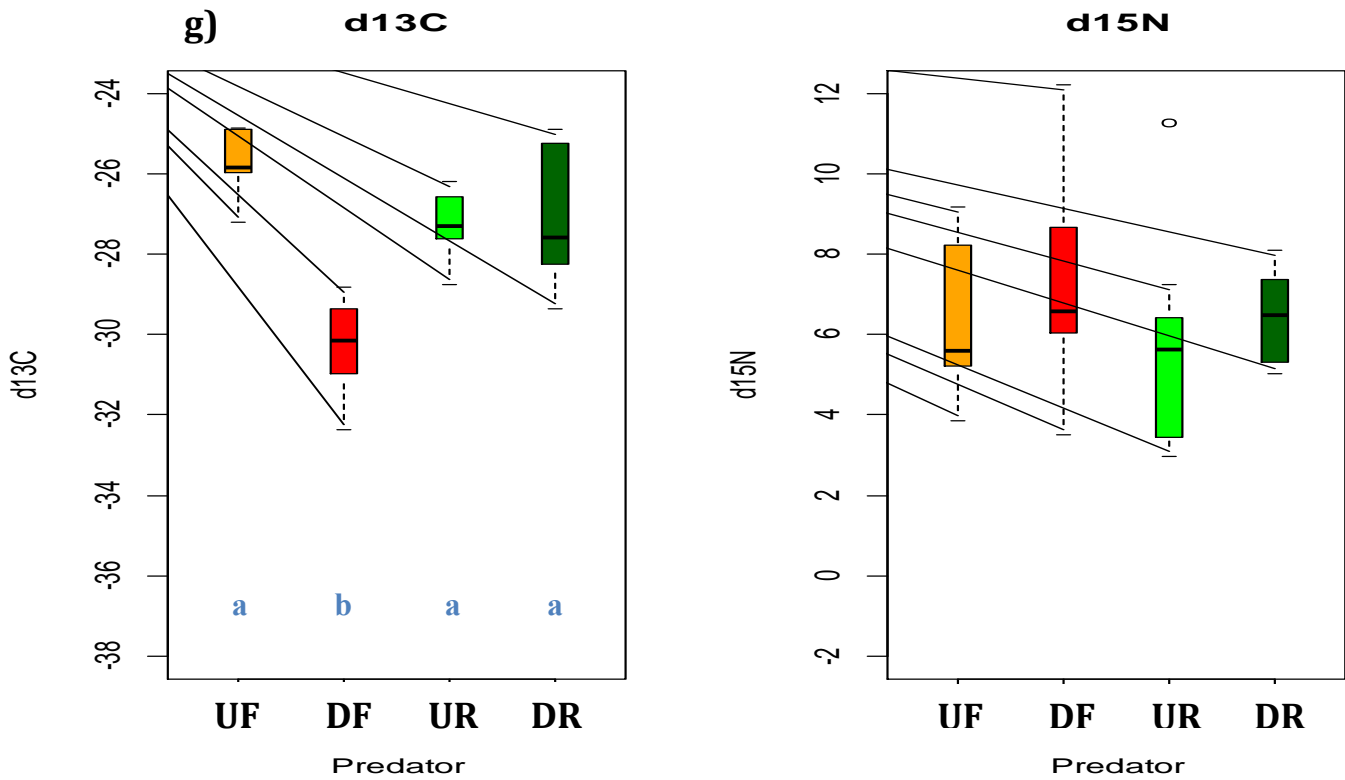 g) d13C
-24
-26
-28
-30
-32
-34
-36
-38
d13C
a b a a
UF DF UR DR
Predator
d15N
12
10
8
6
4
2
0
-2
d15N
UF DF UR DR
Predator